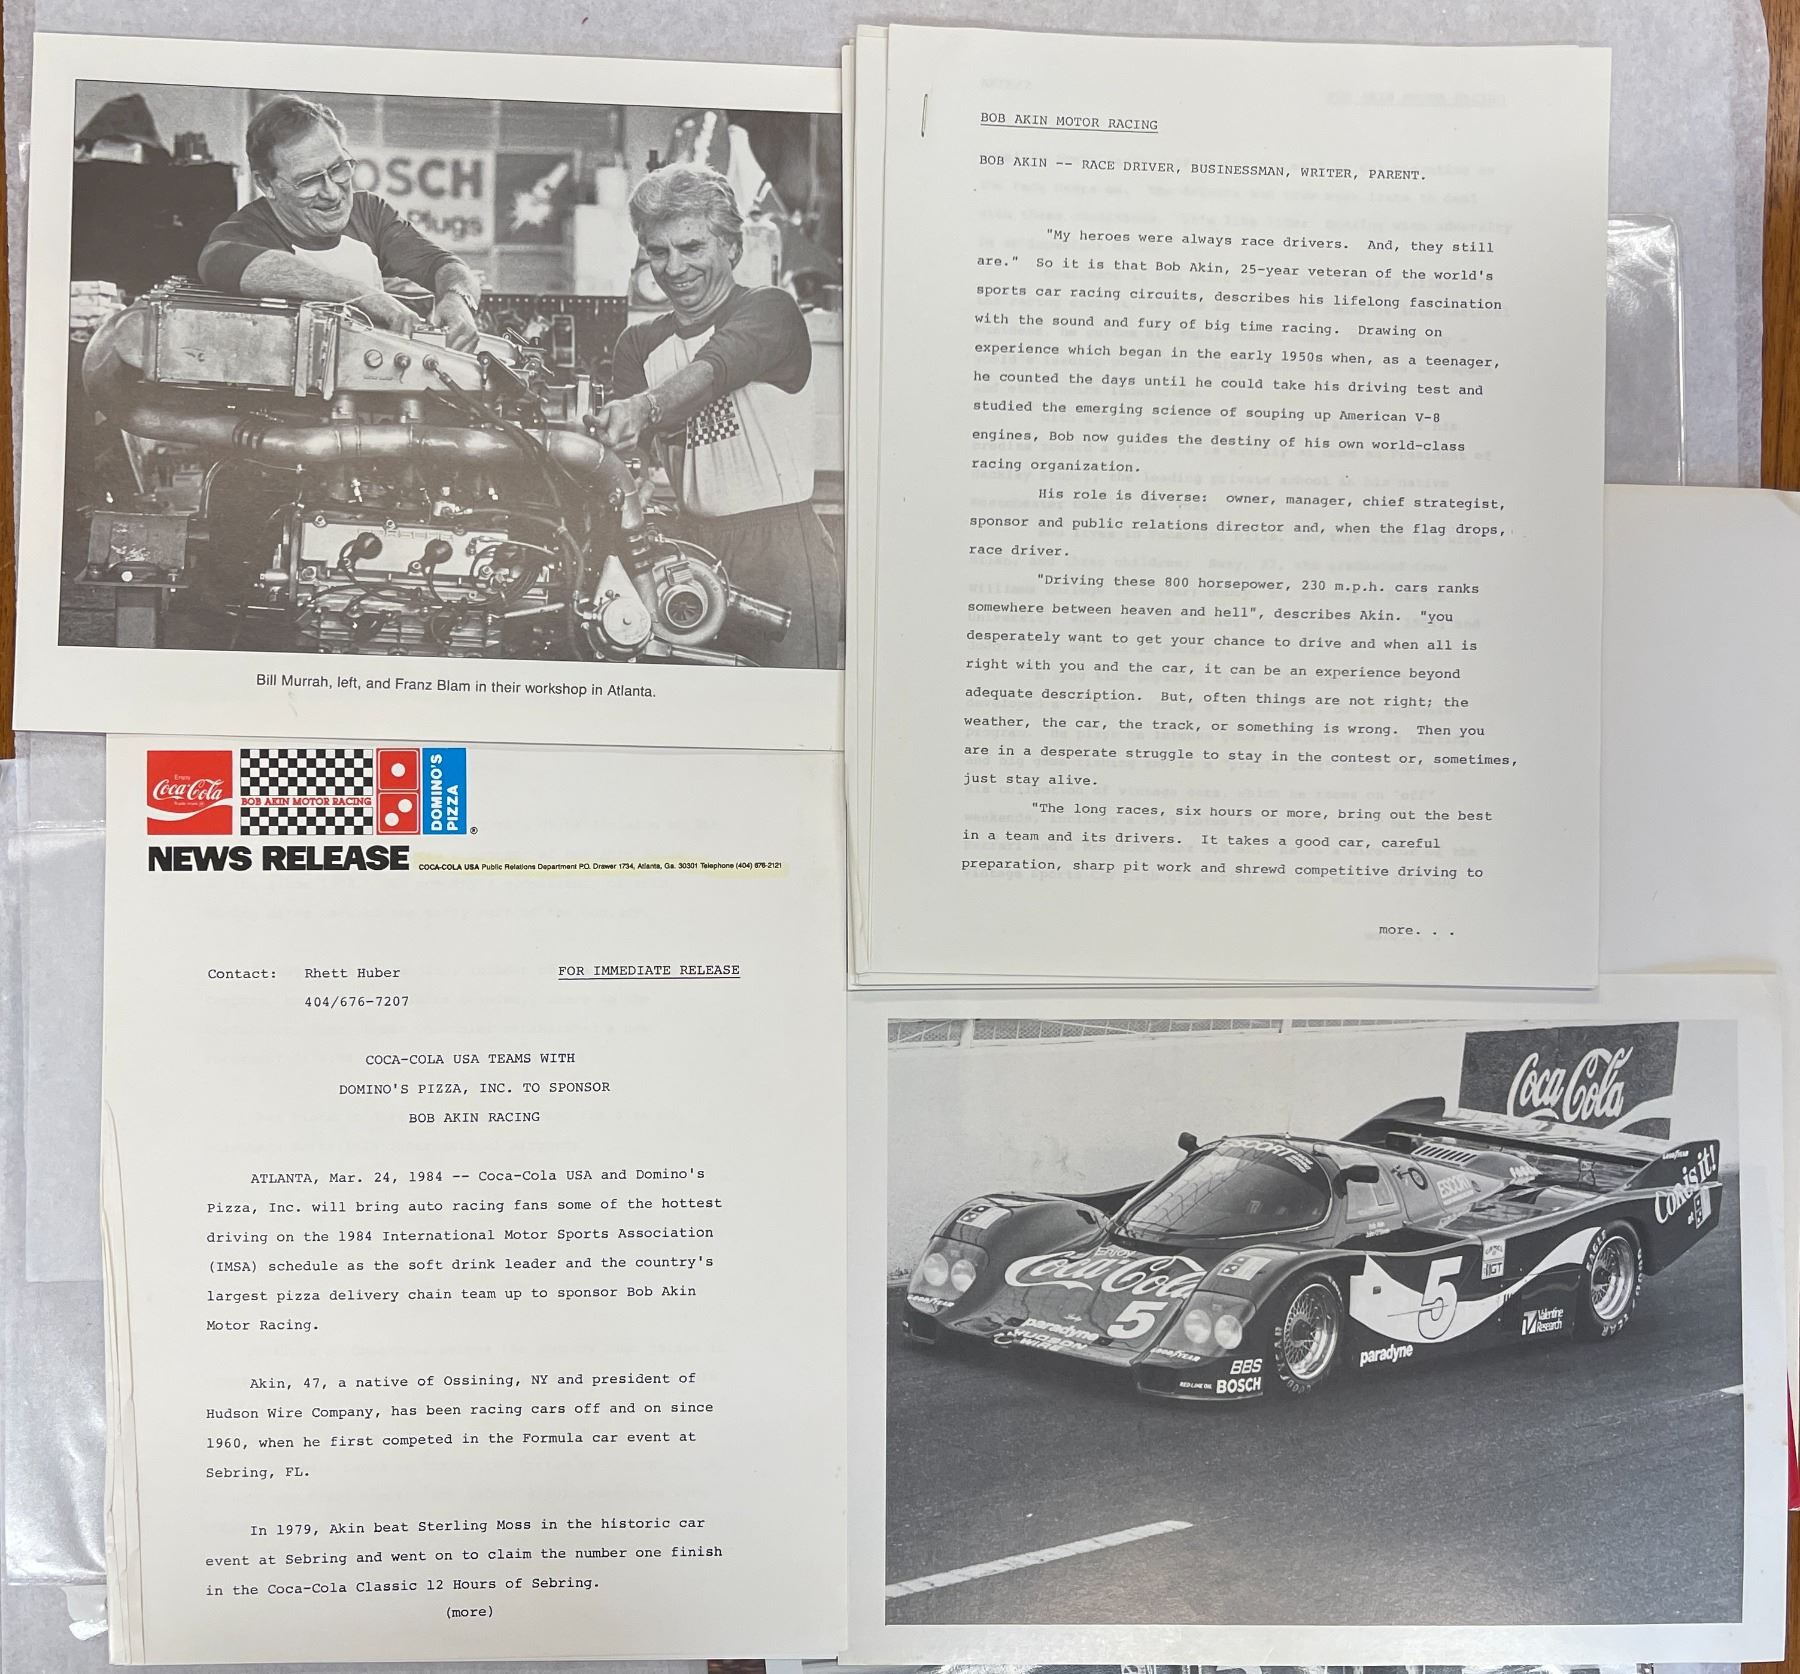 BOSCH
Plugs
Bill Murrah, left, and Franz Blam in their workshop in Atlanta.
BOB AKIN MOTOR RACING
BOB AKIN -- RACE DRIVER, BUSINESSMAN, WRITER, PARENT.
"My heroes were always race drivers. And, they still
are." So it is that Bob Akin, 25-year veteran of the world's
sports car racing circuits, describes his lifelong fascination
with the sound and fury of big time racing. Drawing on
experience which began in the early 1950s when, as a teenager,
he counted the days until he could take his driving test and
studied the emerging science of souping up American V-8
engines, Bob now guides the destiny of his own world-class
racing organization.
His role is diverse: owner, manager, chief strategist,
sponsor and public relations director and, when the flag drops,
race driver.
"Driving these 800 horsepower, 230 m.p.h. cars ranks
somewhere between heaven and hell", describes Akin. "you
desperately want to get your chance to drive and when all is
right with you and the car, it can be an experience beyond
adequate description. But, often things are not right; the
weather, the car, the track, or something is wrong. Then you
are in a desperate struggle to stay in the contest or, sometimes,
just stay alive.
"The long races, six hours or more, bring out the best
in a team and its drivers. It takes a good car, careful
preparation, sharp pit work and shrewd competitive driving to
more. . .
Enjoy
Coca-Cola
Trade mark ®
BOB AKIN MOTOR RACING
DOMINO'S
PIZZA
®
NEWS RELEASE
COCA-COLA USA Public Relations Department P.O. Drawer 1734, Atlanta, Ga. 30301 Telephone (404) 676-2121
Contact: Rhett Huber
404/676-7207
FOR IMMEDIATE RELEASE
COCA-COLA USA TEAMS WITH
DOMINO'S PIZZA, INC. TO SPONSOR
BOB AKIN RACING
ATLANTA, Mar. 24, 1984 -- Coca-Cola USA and Domino's
Pizza, Inc. will bring auto racing fans some of the hottest
driving on the 1984 International Motor Sports Association
(IMSA) schedule as the soft drink leader and the country's
largest pizza delivery chain team up to sponsor Bob Akin
Motor Racing.
Akin, 47, a native of Ossining, NY and president of
Hudson Wire Company, has been racing cars off and on since
1960, when he first competed in the Formula car event at
Sebring, FL.
In 1979, Akin beat Sterling Moss in the historic car
event at Sebring and went on to claim the number one finish
in the Coca-Cola Classic 12 Hours of Sebring.
(more)
Coca-Cola
ESCORT
ESCORT
GOODYEAR
Coke is it!
Enjoy
Coca-Cola
5
paradyne
HUDSON
WIRE
GOODYEAR
GOODYEAR
BBS
RED LINE OIL BOSCH
5
CAMEL
GT
Valentine
Research
paradyne
EAGLE
GOODYEAR